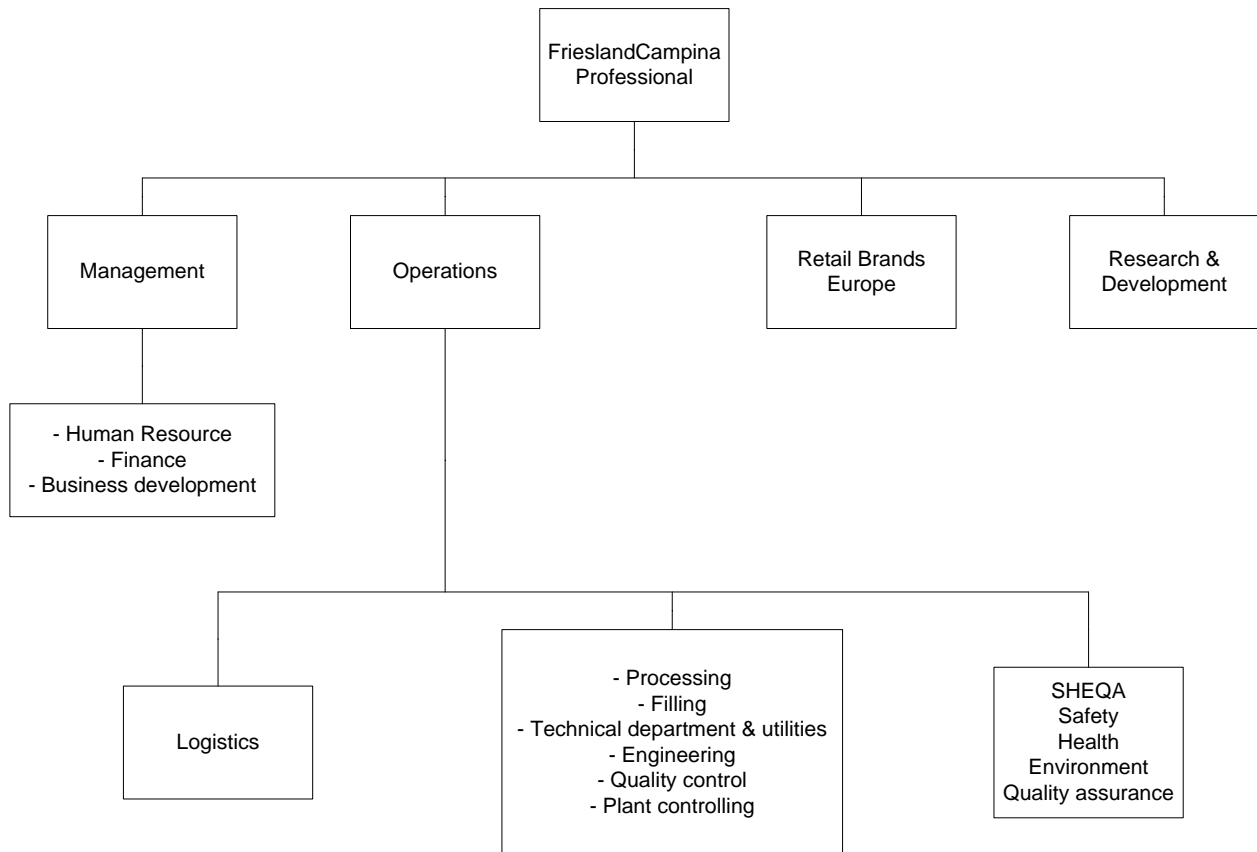 FrieslandCampina
Professional
Management
Operations
Retail Brands
Europe
Research &
Development
- Human Resource
- Finance
- Business development
Logistics
- Processing
- Filling
- Technical department & utilities
- Engineering
- Quality control
- Plant controlling
SHEQA
Safety
Health
Environment
Quality assurance